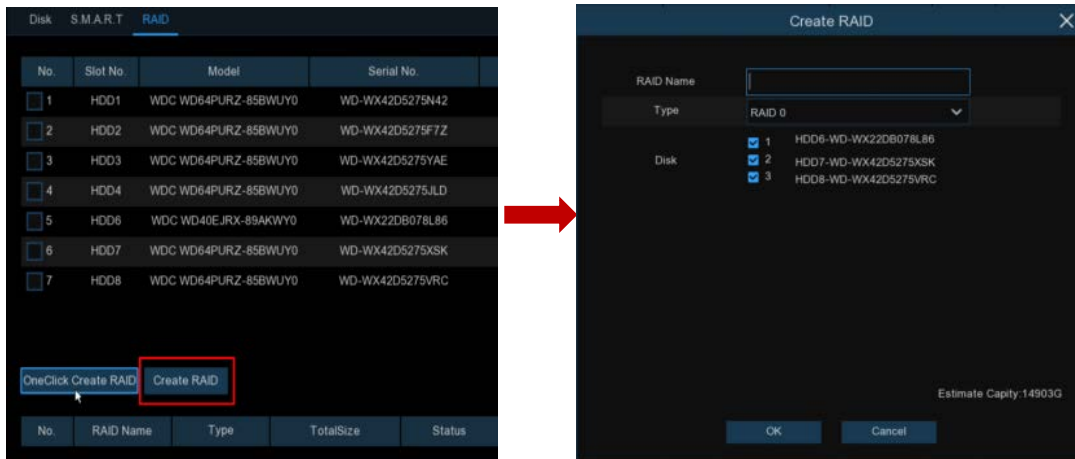 Disk S.M.A.R.T RAID
No. Slot No. Model Serial No.
1 HDD1 WDC WD64PURZ-85BWUY0 WD-WX42D5275N42
2 HDD2 WDC WD64PURZ-85BWUY0 WD-WX42D5275F7Z
3 HDD3 WDC WD64PURZ-85BWUY0 WD-WX42D5275YAE
4 HDD4 WDC WD64PURZ-85BWUY0 WD-WX42D5275JLD
5 HDD6 WDC WD40EJRX-89AKWY0 WD-WX22DB078L86
6 HDD7 WDC WD64PURZ-85BWUY0 WD-WX42D5275XSK
7 HDD8 WDC WD64PURZ-85BWUY0 WD-WX42D5275VRC
OneClick Create RAID Create RAID
No. RAID Name Type TotalSize Status
Create RAID
RAID Name
Type RAID 0
Disk
1 HDD6-WD-WX22DB078L86
2 HDD7-WD-WX42D5275XSK
3 HDD8-WD-WX42D5275VRC
Estimate Capity:14903G
OK Cancel